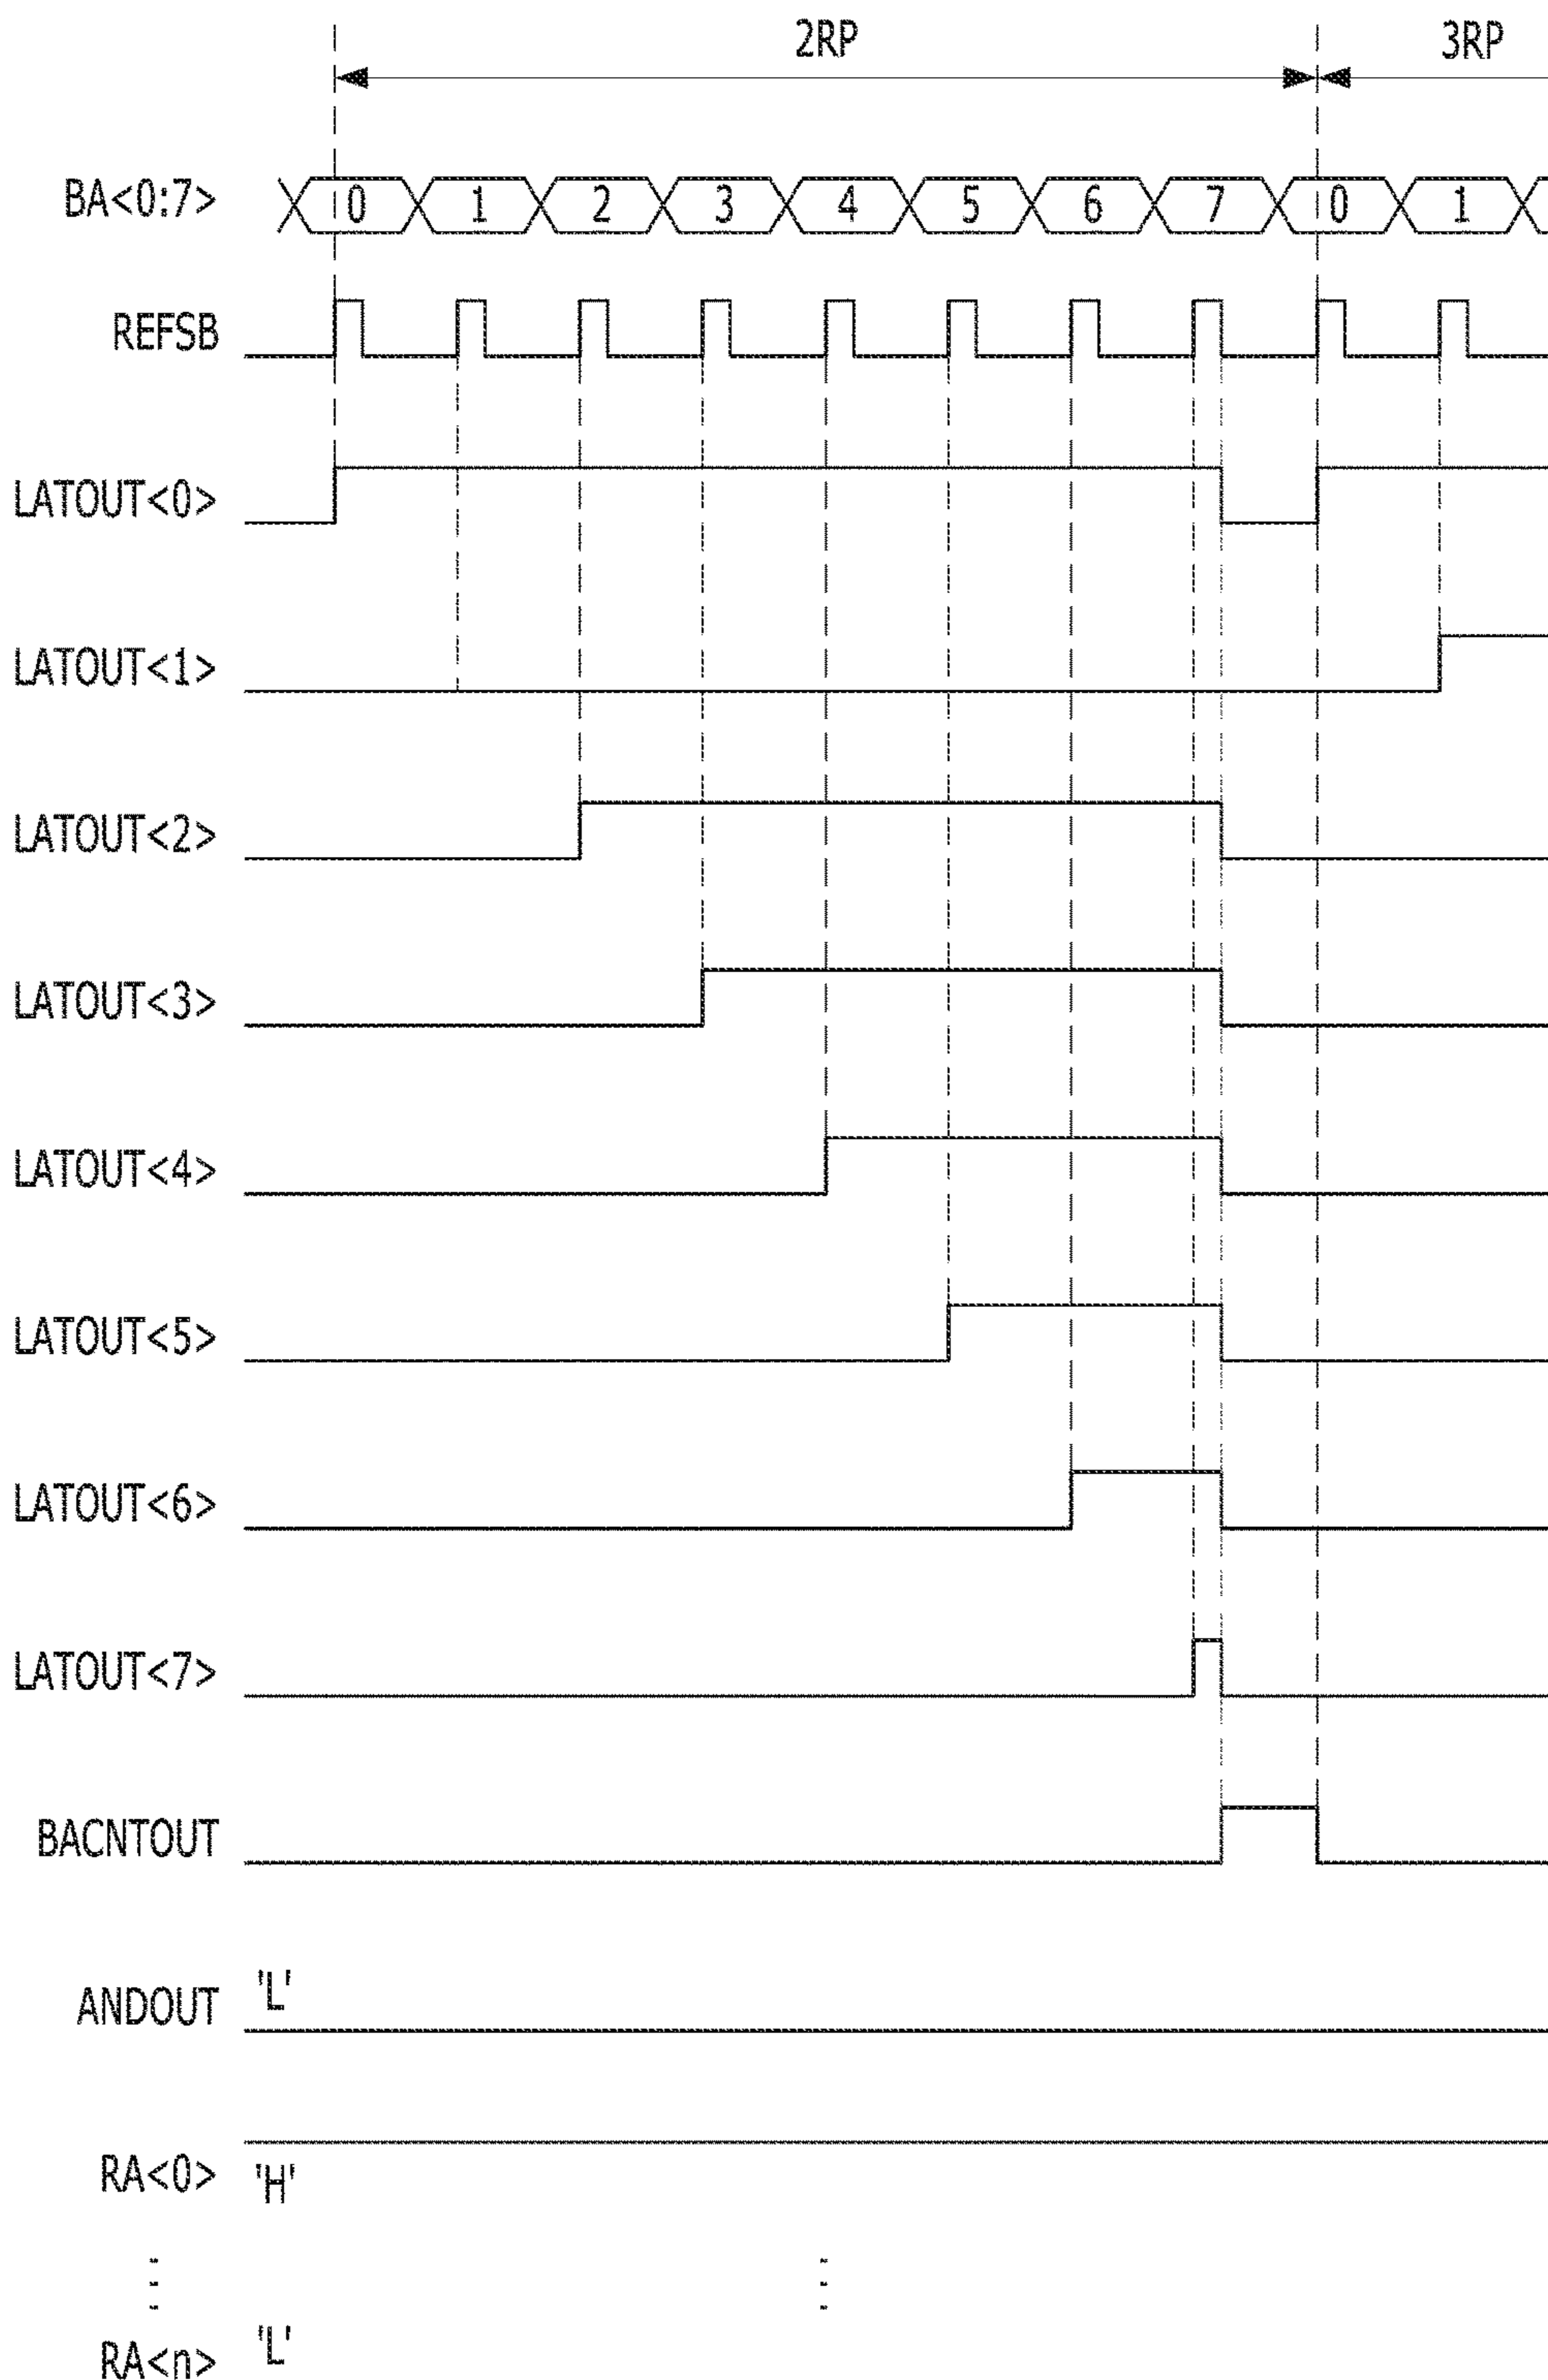 2RP 3RP
BA<0:7> 0 1 2 3 4 5 6 7 0 1
REFSB
LATOUT<0>
LATOUT<1>
LATOUT<2>
LATOUT<3>
LATOUT<4>
LATOUT<5>
LATOUT<6>
LATOUT<7>
BACNTOUT
ANDOUT 'L'
RA<0> 'H'
RA<n> 'L'